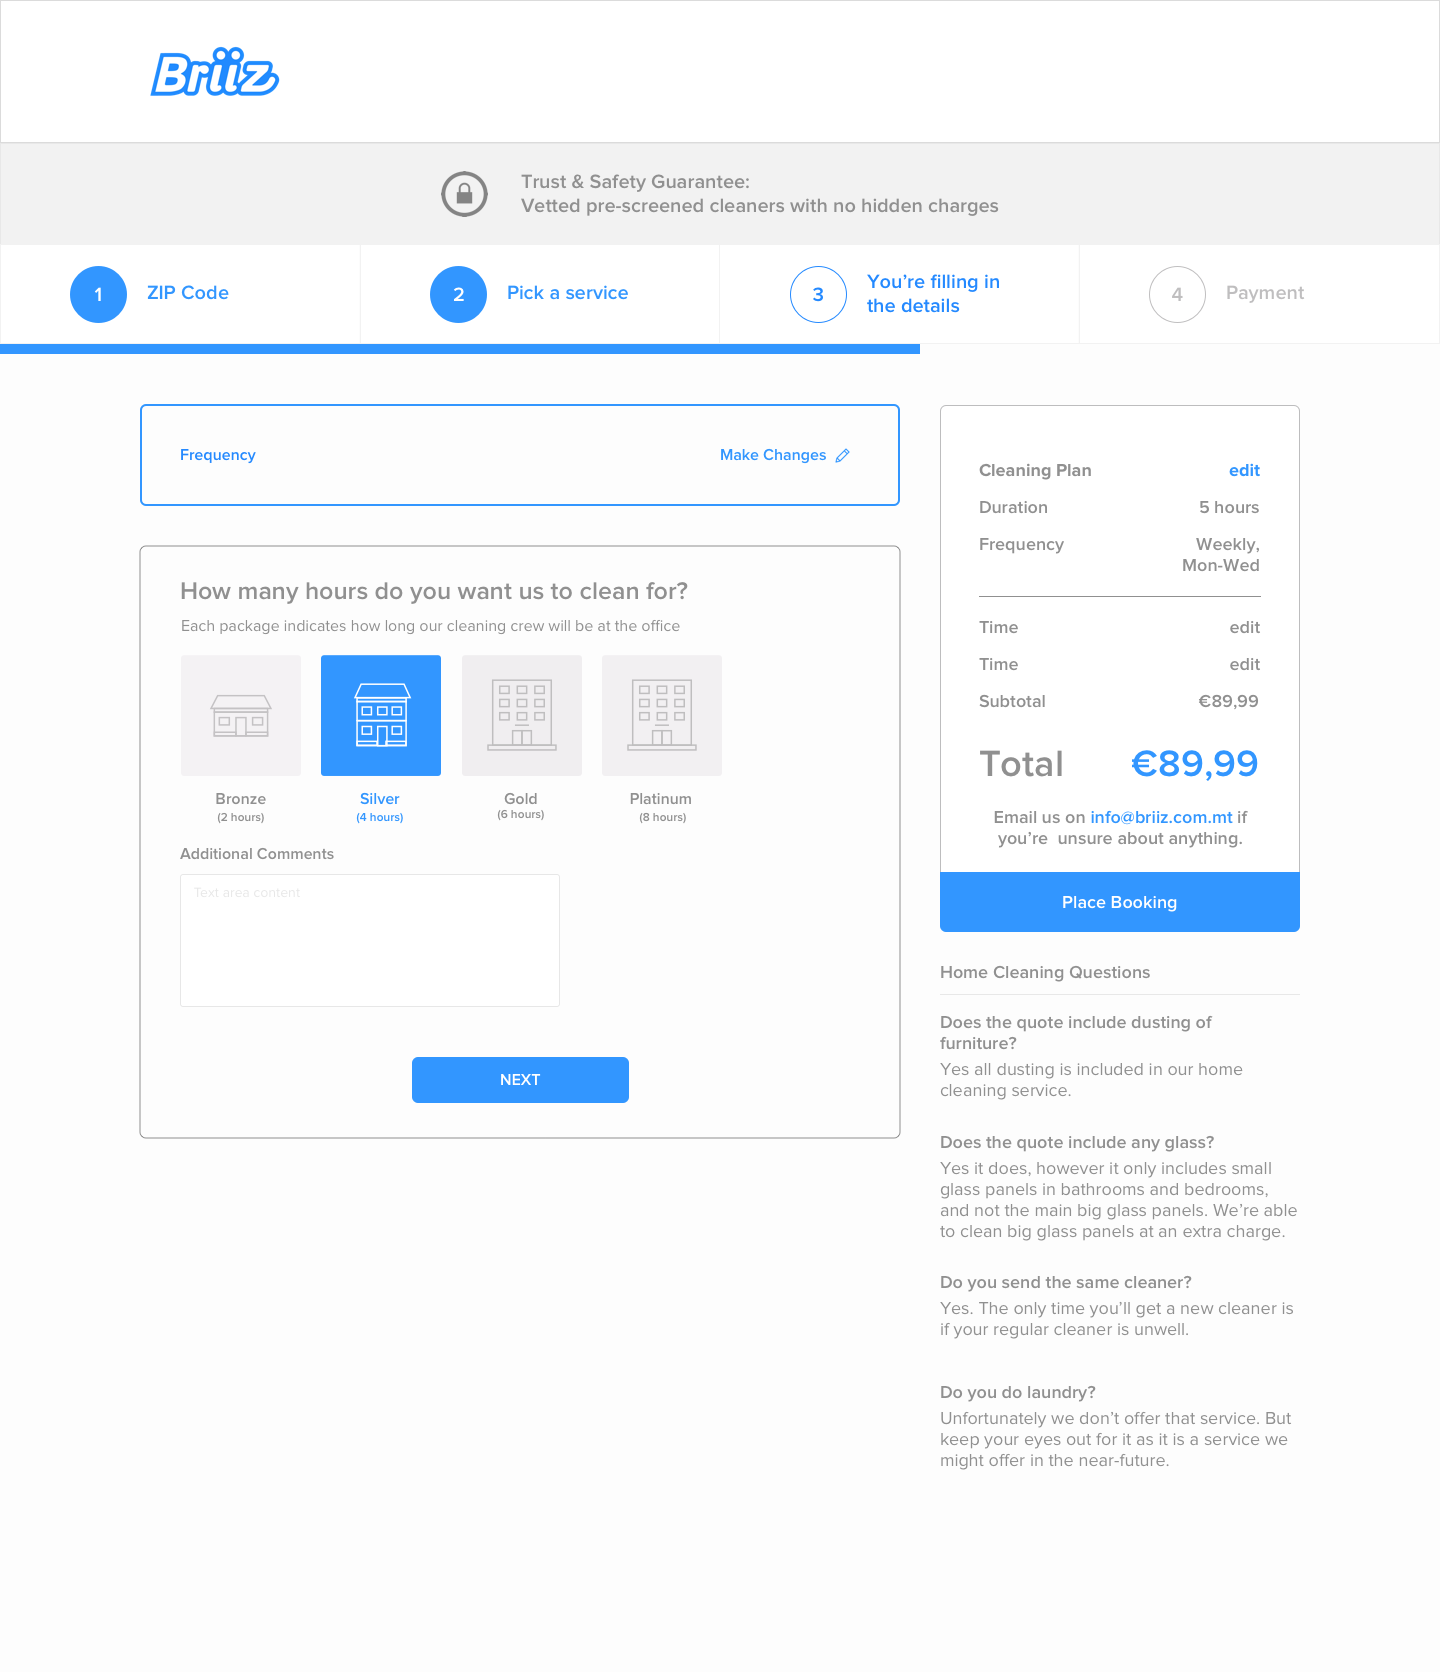 Briiz
Trust & Safety Guarantee:
Vetted pre-screened cleaners with no hidden charges
1
ZIP Code
2
Pick a service
3
You’re filling in
the details
4
Payment
Frequency
Make Changes
How many hours do you want us to clean for?
Each package indicates how long our cleaning crew will be at the office
Bronze
(2 hours)
Silver
(4 hours)
Gold
(6 hours)
Platinum
(8 hours)
Additional Comments
Text area content
NEXT
Cleaning Plan
edit
Duration
5 hours
Frequency
Weekly,
Mon-Wed
Time
edit
Time
edit
Subtotal
€89,99
Total
€89,99
Email us on info@briiz.com.mt if
you’re  unsure about anything.
Place Booking
Home Cleaning Questions
Does the quote include dusting of
furniture?
Yes all dusting is included in our home
cleaning service.
Does the quote include any glass?
Yes it does, however it only includes small
glass panels in bathrooms and bedrooms,
and not the main big glass panels. We’re able
to clean big glass panels at an extra charge.
Do you send the same cleaner?
Yes. The only time you’ll get a new cleaner is
if your regular cleaner is unwell.
Do you do laundry?
Unfortunately we don’t offer that service. But
keep your eyes out for it as it is a service we
might offer in the near-future.